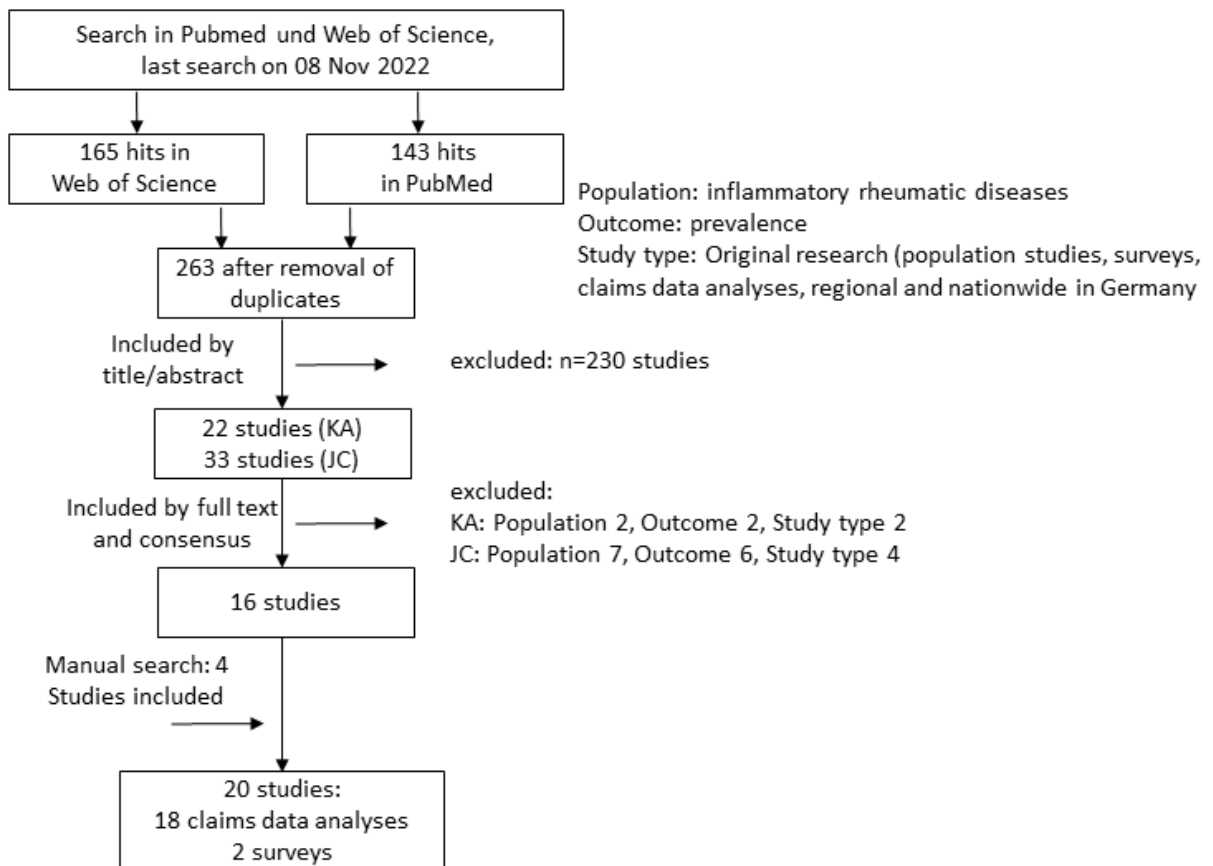 Search in Pubmed und Web of Science,
last search on 08 Nov 2022
165 hits in
Web of Science
143 hits
in PubMed
Population: inflammatory rheumatic diseases
Outcome: prevalence
Study type: Original research (population studies, surveys,
claims data analyses, regional and nationwide in Germany
263 after removal of
duplicates
Included by
title/abstract
excluded: n=230 studies
22 studies (KA)
33 studies (JC)
Included by full text
and consensus
excluded:
KA: Population 2, Outcome 2, Study type 2
JC: Population 7, Outcome 6, Study type 4
16 studies
Manual search: 4
Studies included
20 studies:
18 claims data analyses
2 surveys